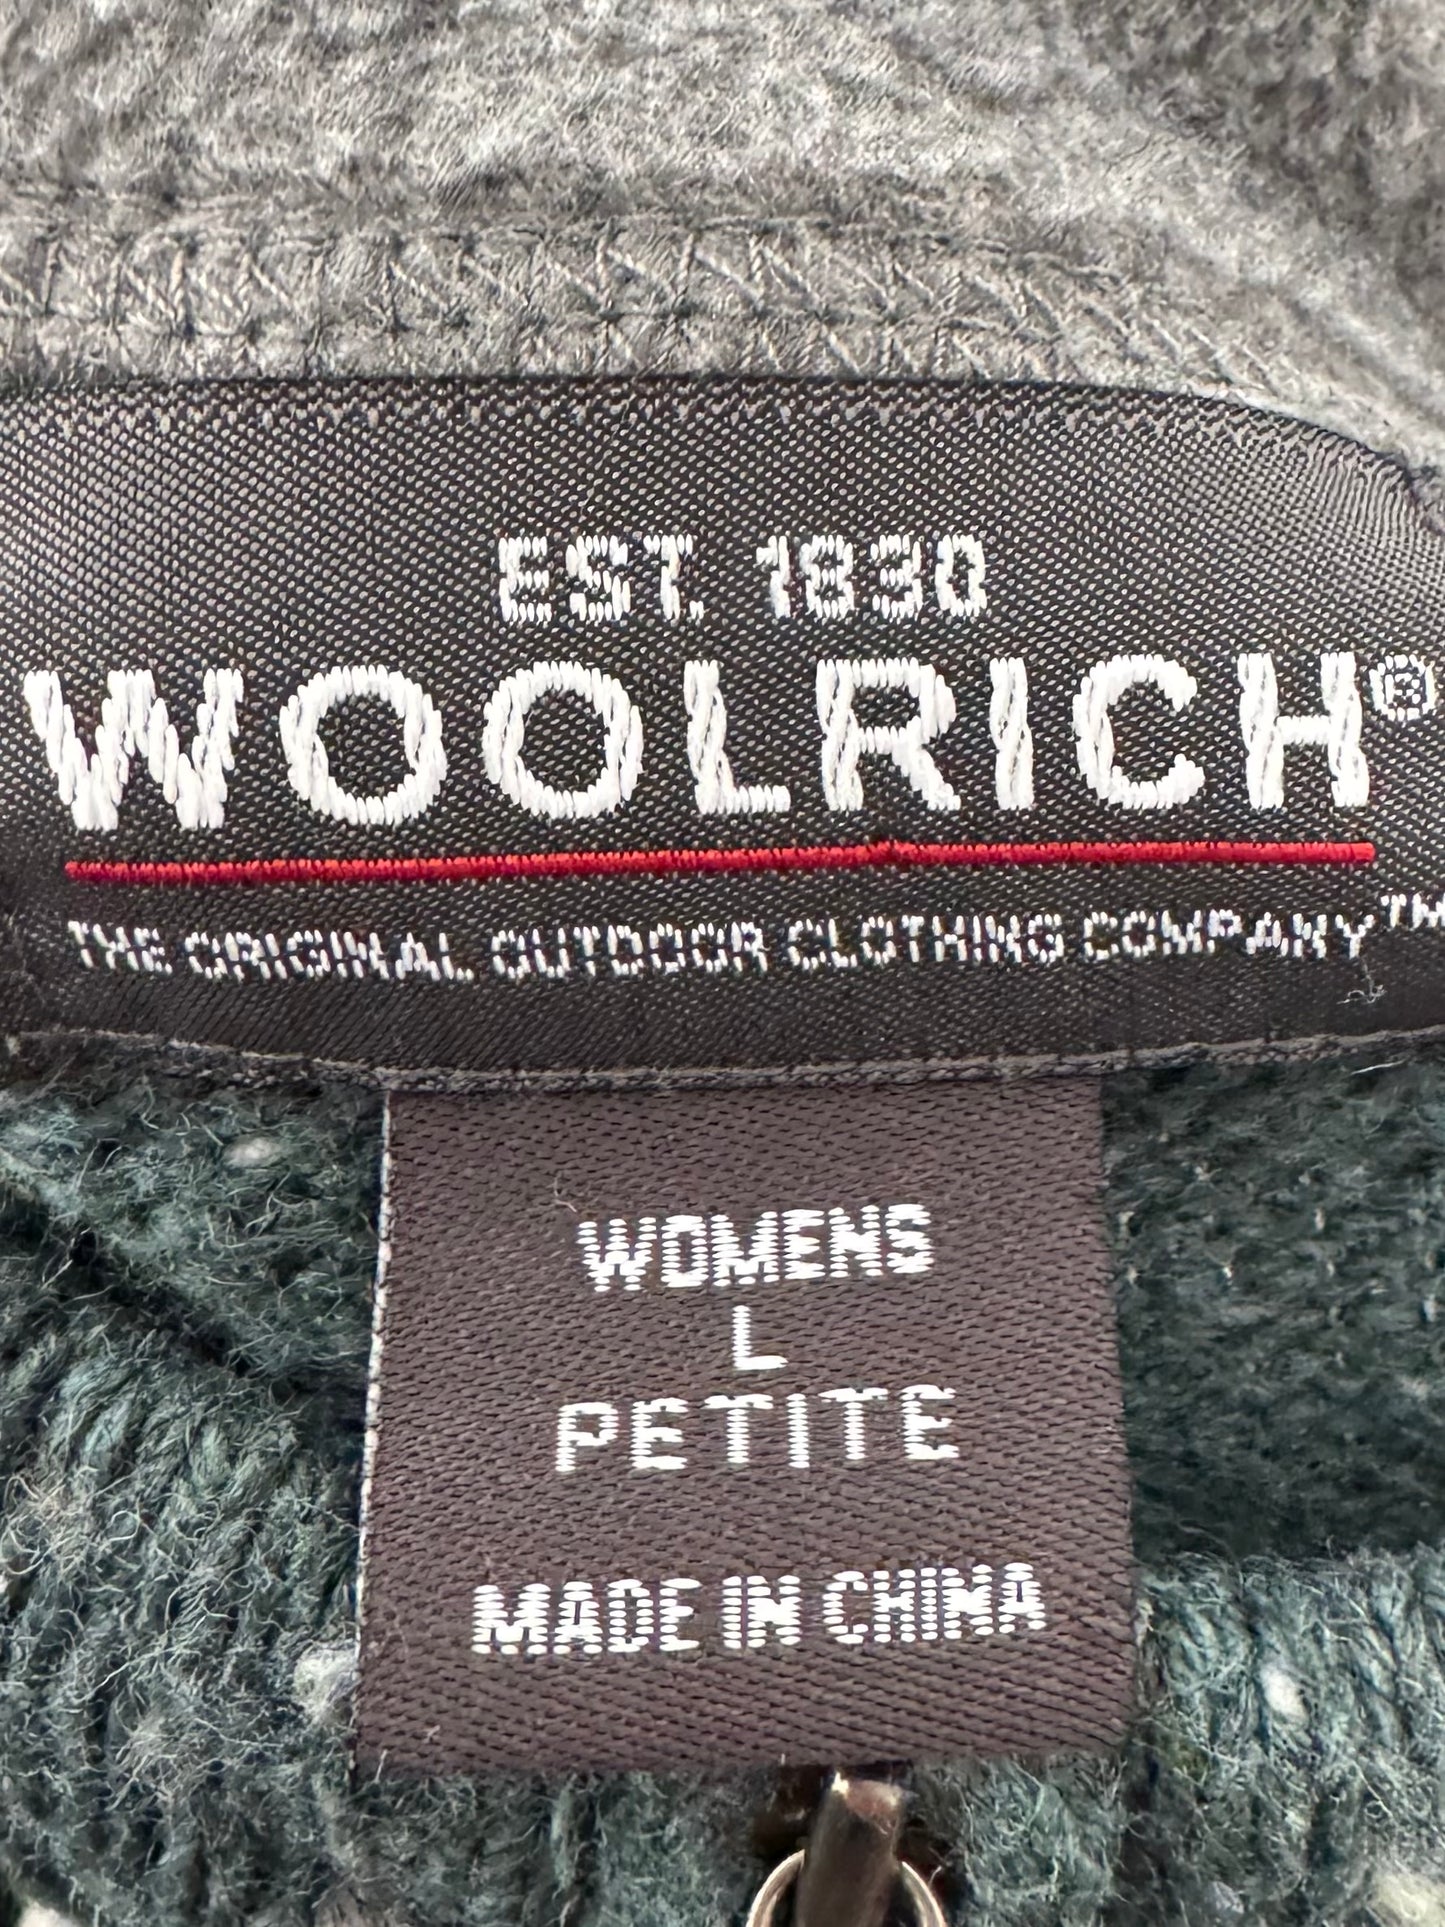 EST. 1830
WOOLRICH®
THE ORIGINAL OUTDOOR CLOTHING COMPANY™
WOMENS
L
PETITE
MADE IN CHINA